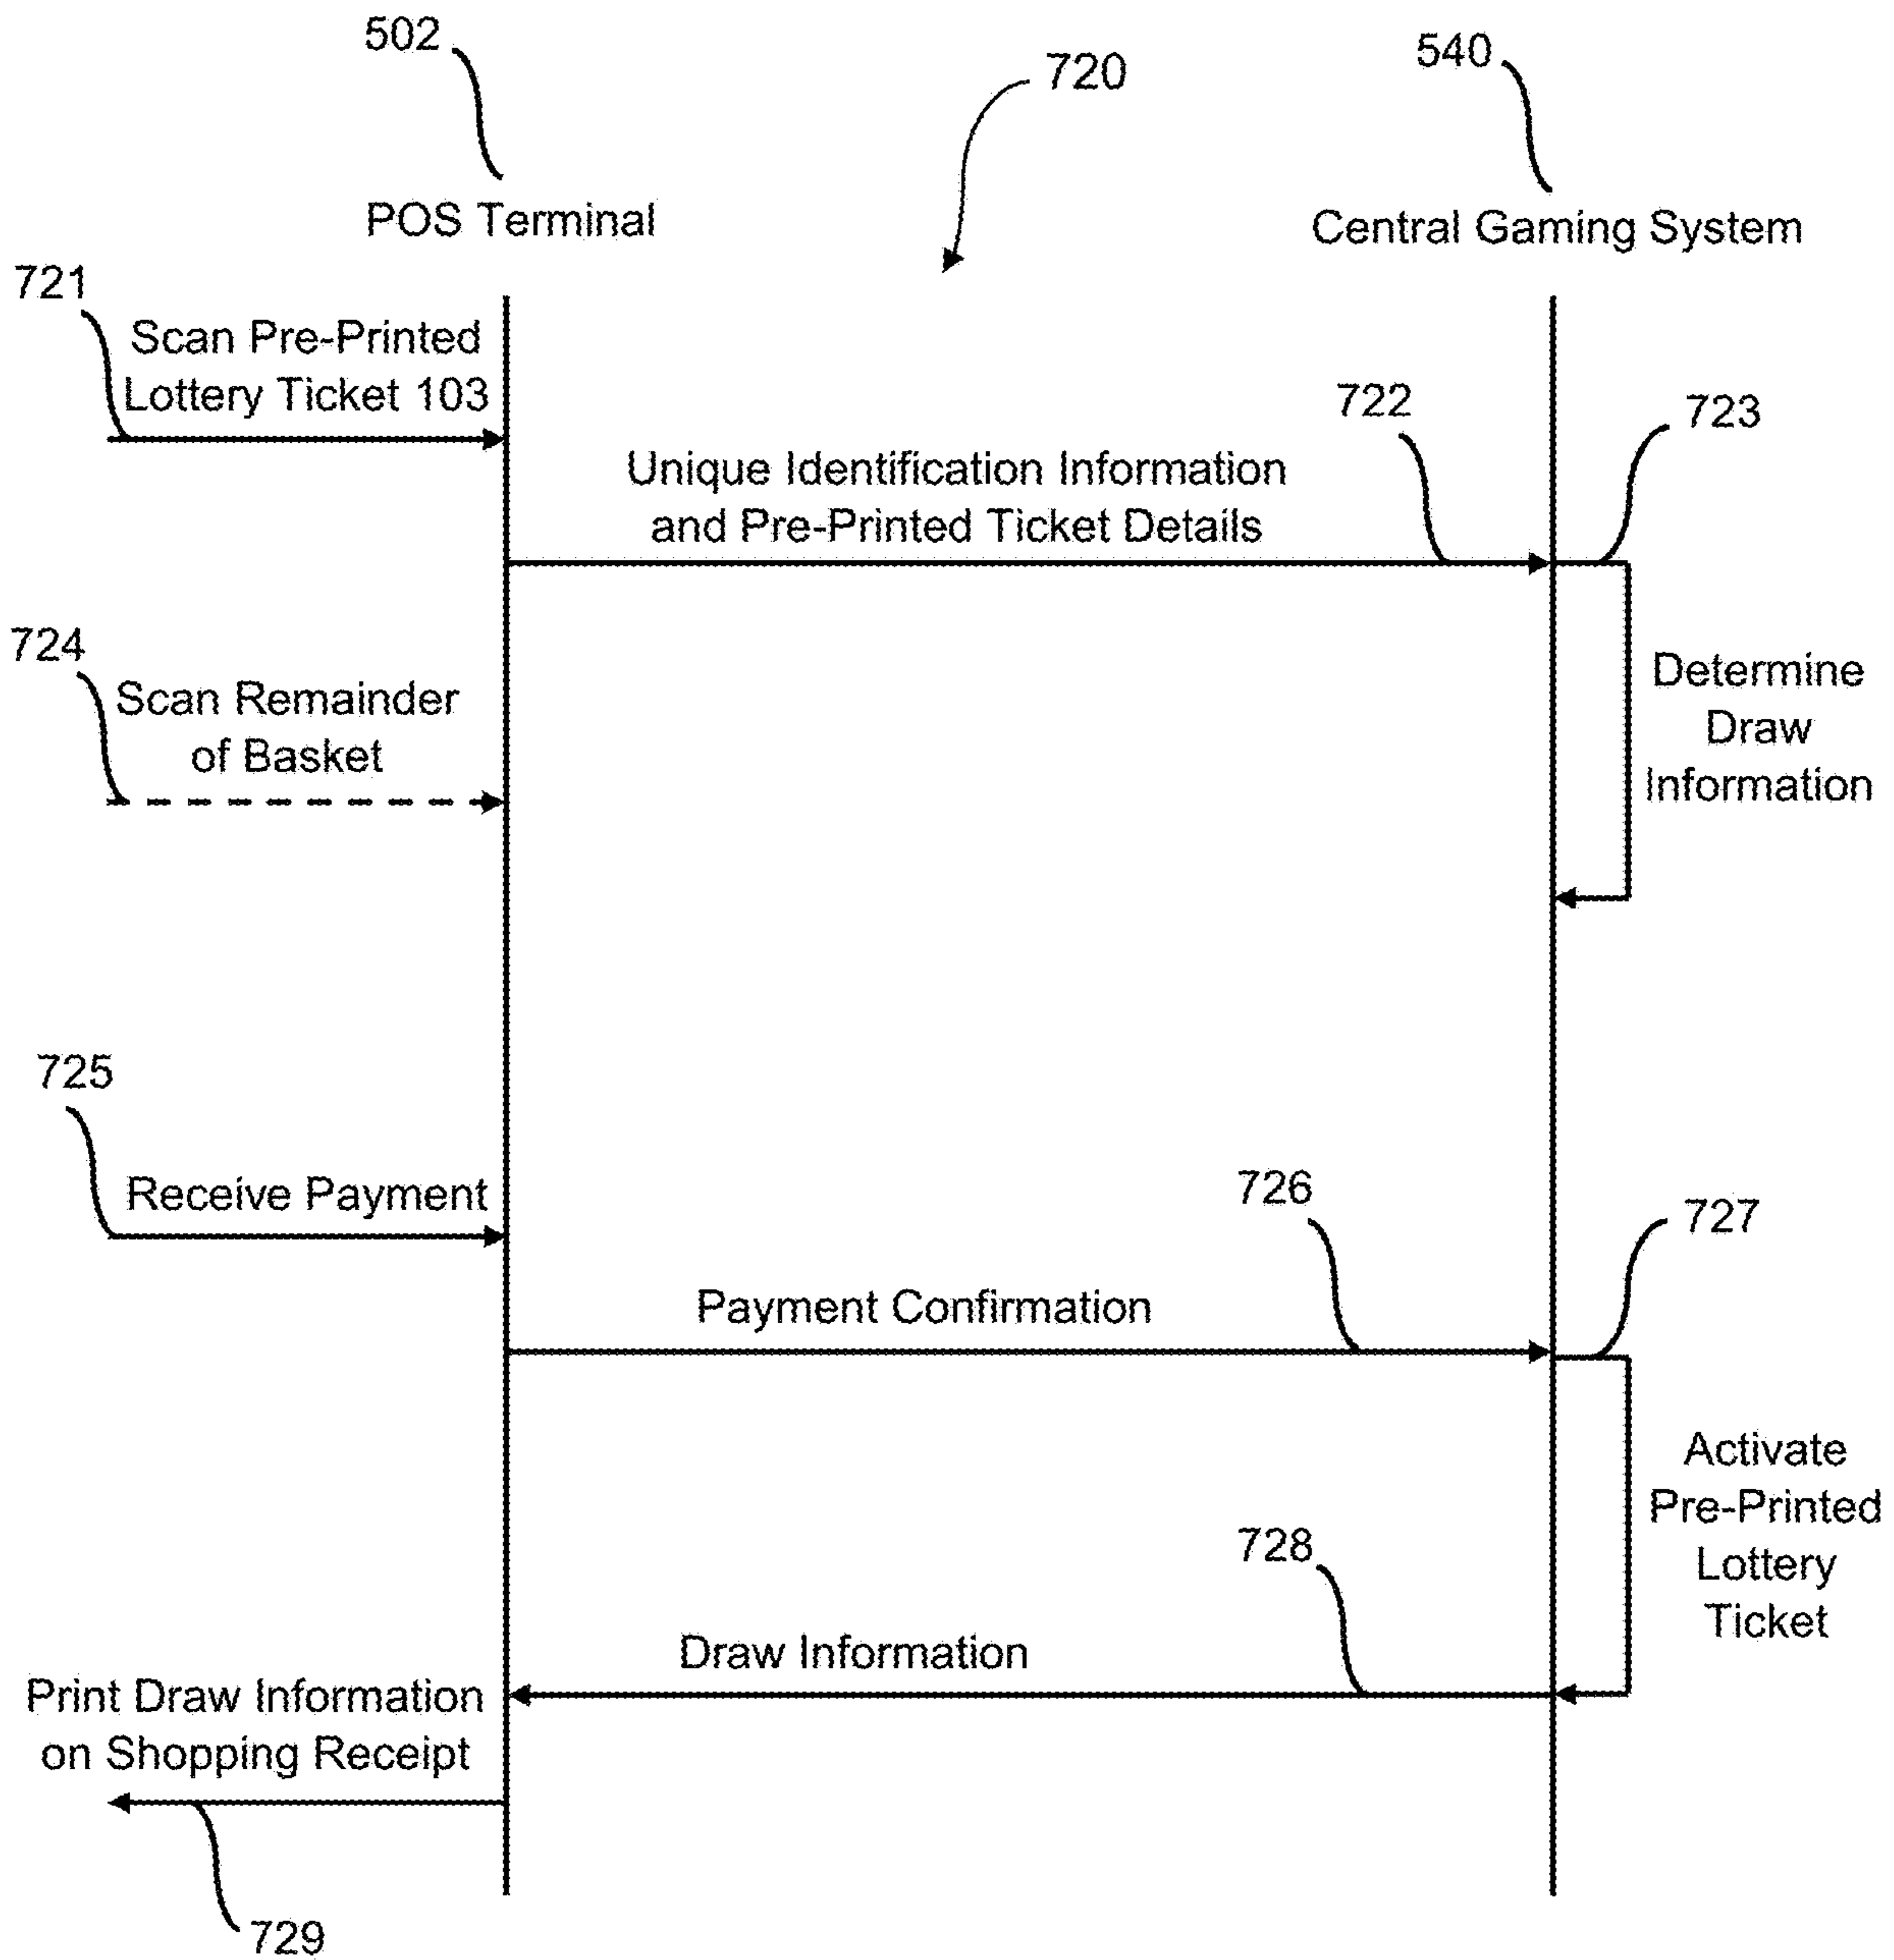 502
540
720
POS Terminal
Central Gaming System
721
Scan Pre-Printed
Lottery Ticket 103
722
723
Unique Identification Information
and Pre-Printed Ticket Details
724
Scan Remainder
of Basket
Determine
Draw
Information
725
Receive Payment
726
727
Payment Confirmation
Activate
Pre-Printed
Lottery
Ticket
728
Draw Information
Print Draw Information
on Shopping Receipt
729